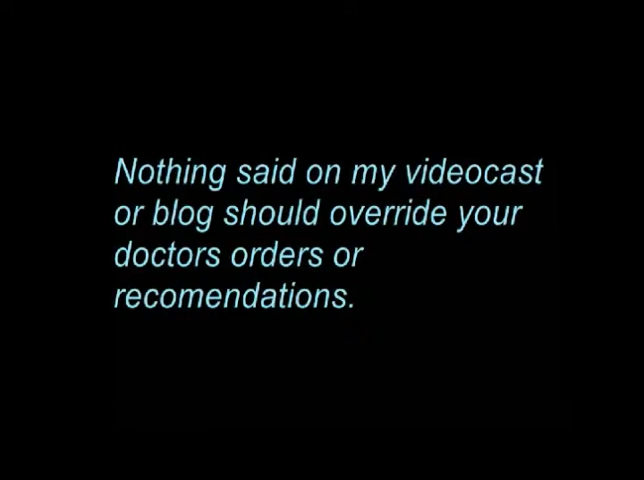 Nothing said on my videocast
or blog should override your
doctors orders or
recomendations.